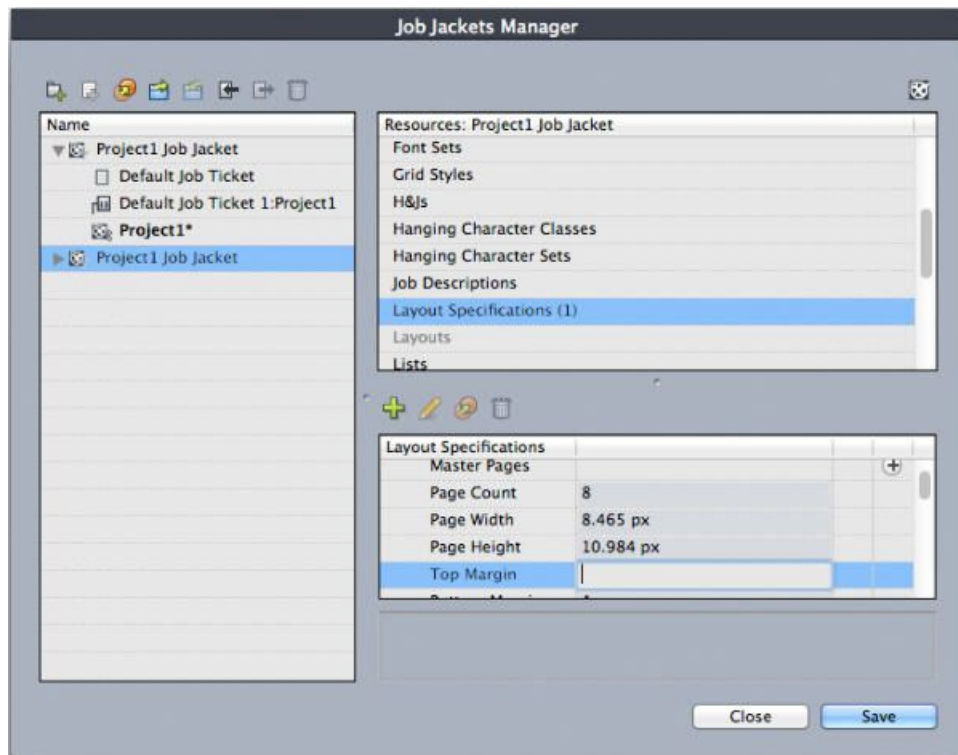 Job Jackets Manager
Name
Project1 Job Jacket
Default Job Ticket
Default Job Ticket 1:Project1
Project1*
Project1 Job Jacket
Resources: Project1 Job Jacket
Font Sets
Grid Styles
H&Js
Hanging Character Classes
Hanging Character Sets
Job Descriptions
Layout Specifications (1)
Layouts
Lists
Layout Specifications
Master Pages
Page Count 8
Page Width 8.465 px
Page Height 10.984 px
Top Margin
Close Save